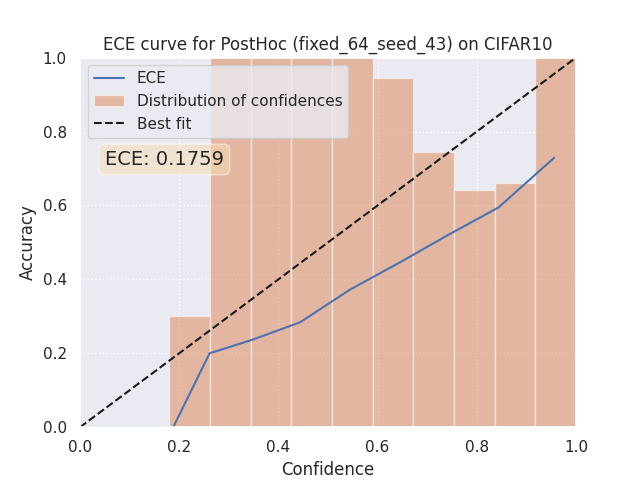 ECE curve for PostHoc (fixed_64_seed_43) on CIFAR10
ECE
Distribution of confidences
Best fit
ECE: 0.1759
1.0
0.8
0.6
0.4
0.2
0.0
Accuracy
0.0 0.2 0.4 0.6 0.8 1.0
Confidence